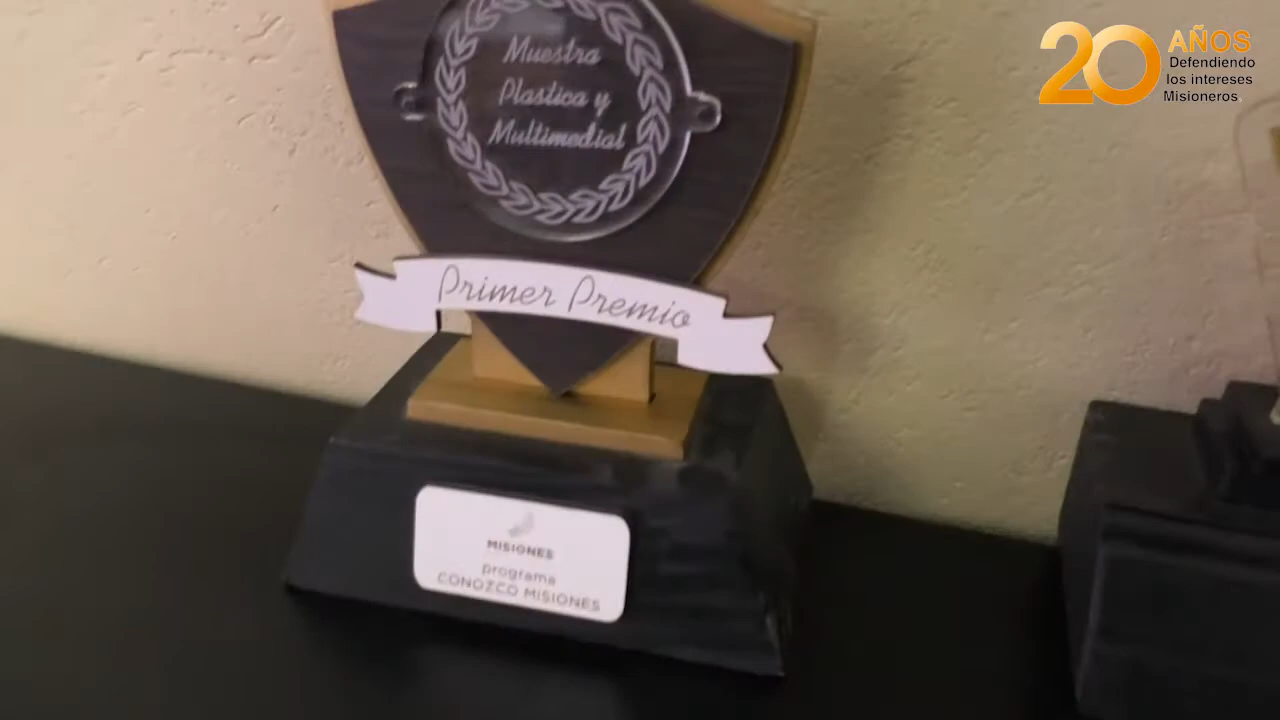 20 AÑOS
Defendiendo
los intereses
Misioneros
Muestra
Plastica y
Multimedial
Primer Premio
MISIONES
programa
CONOZCO MISIONES